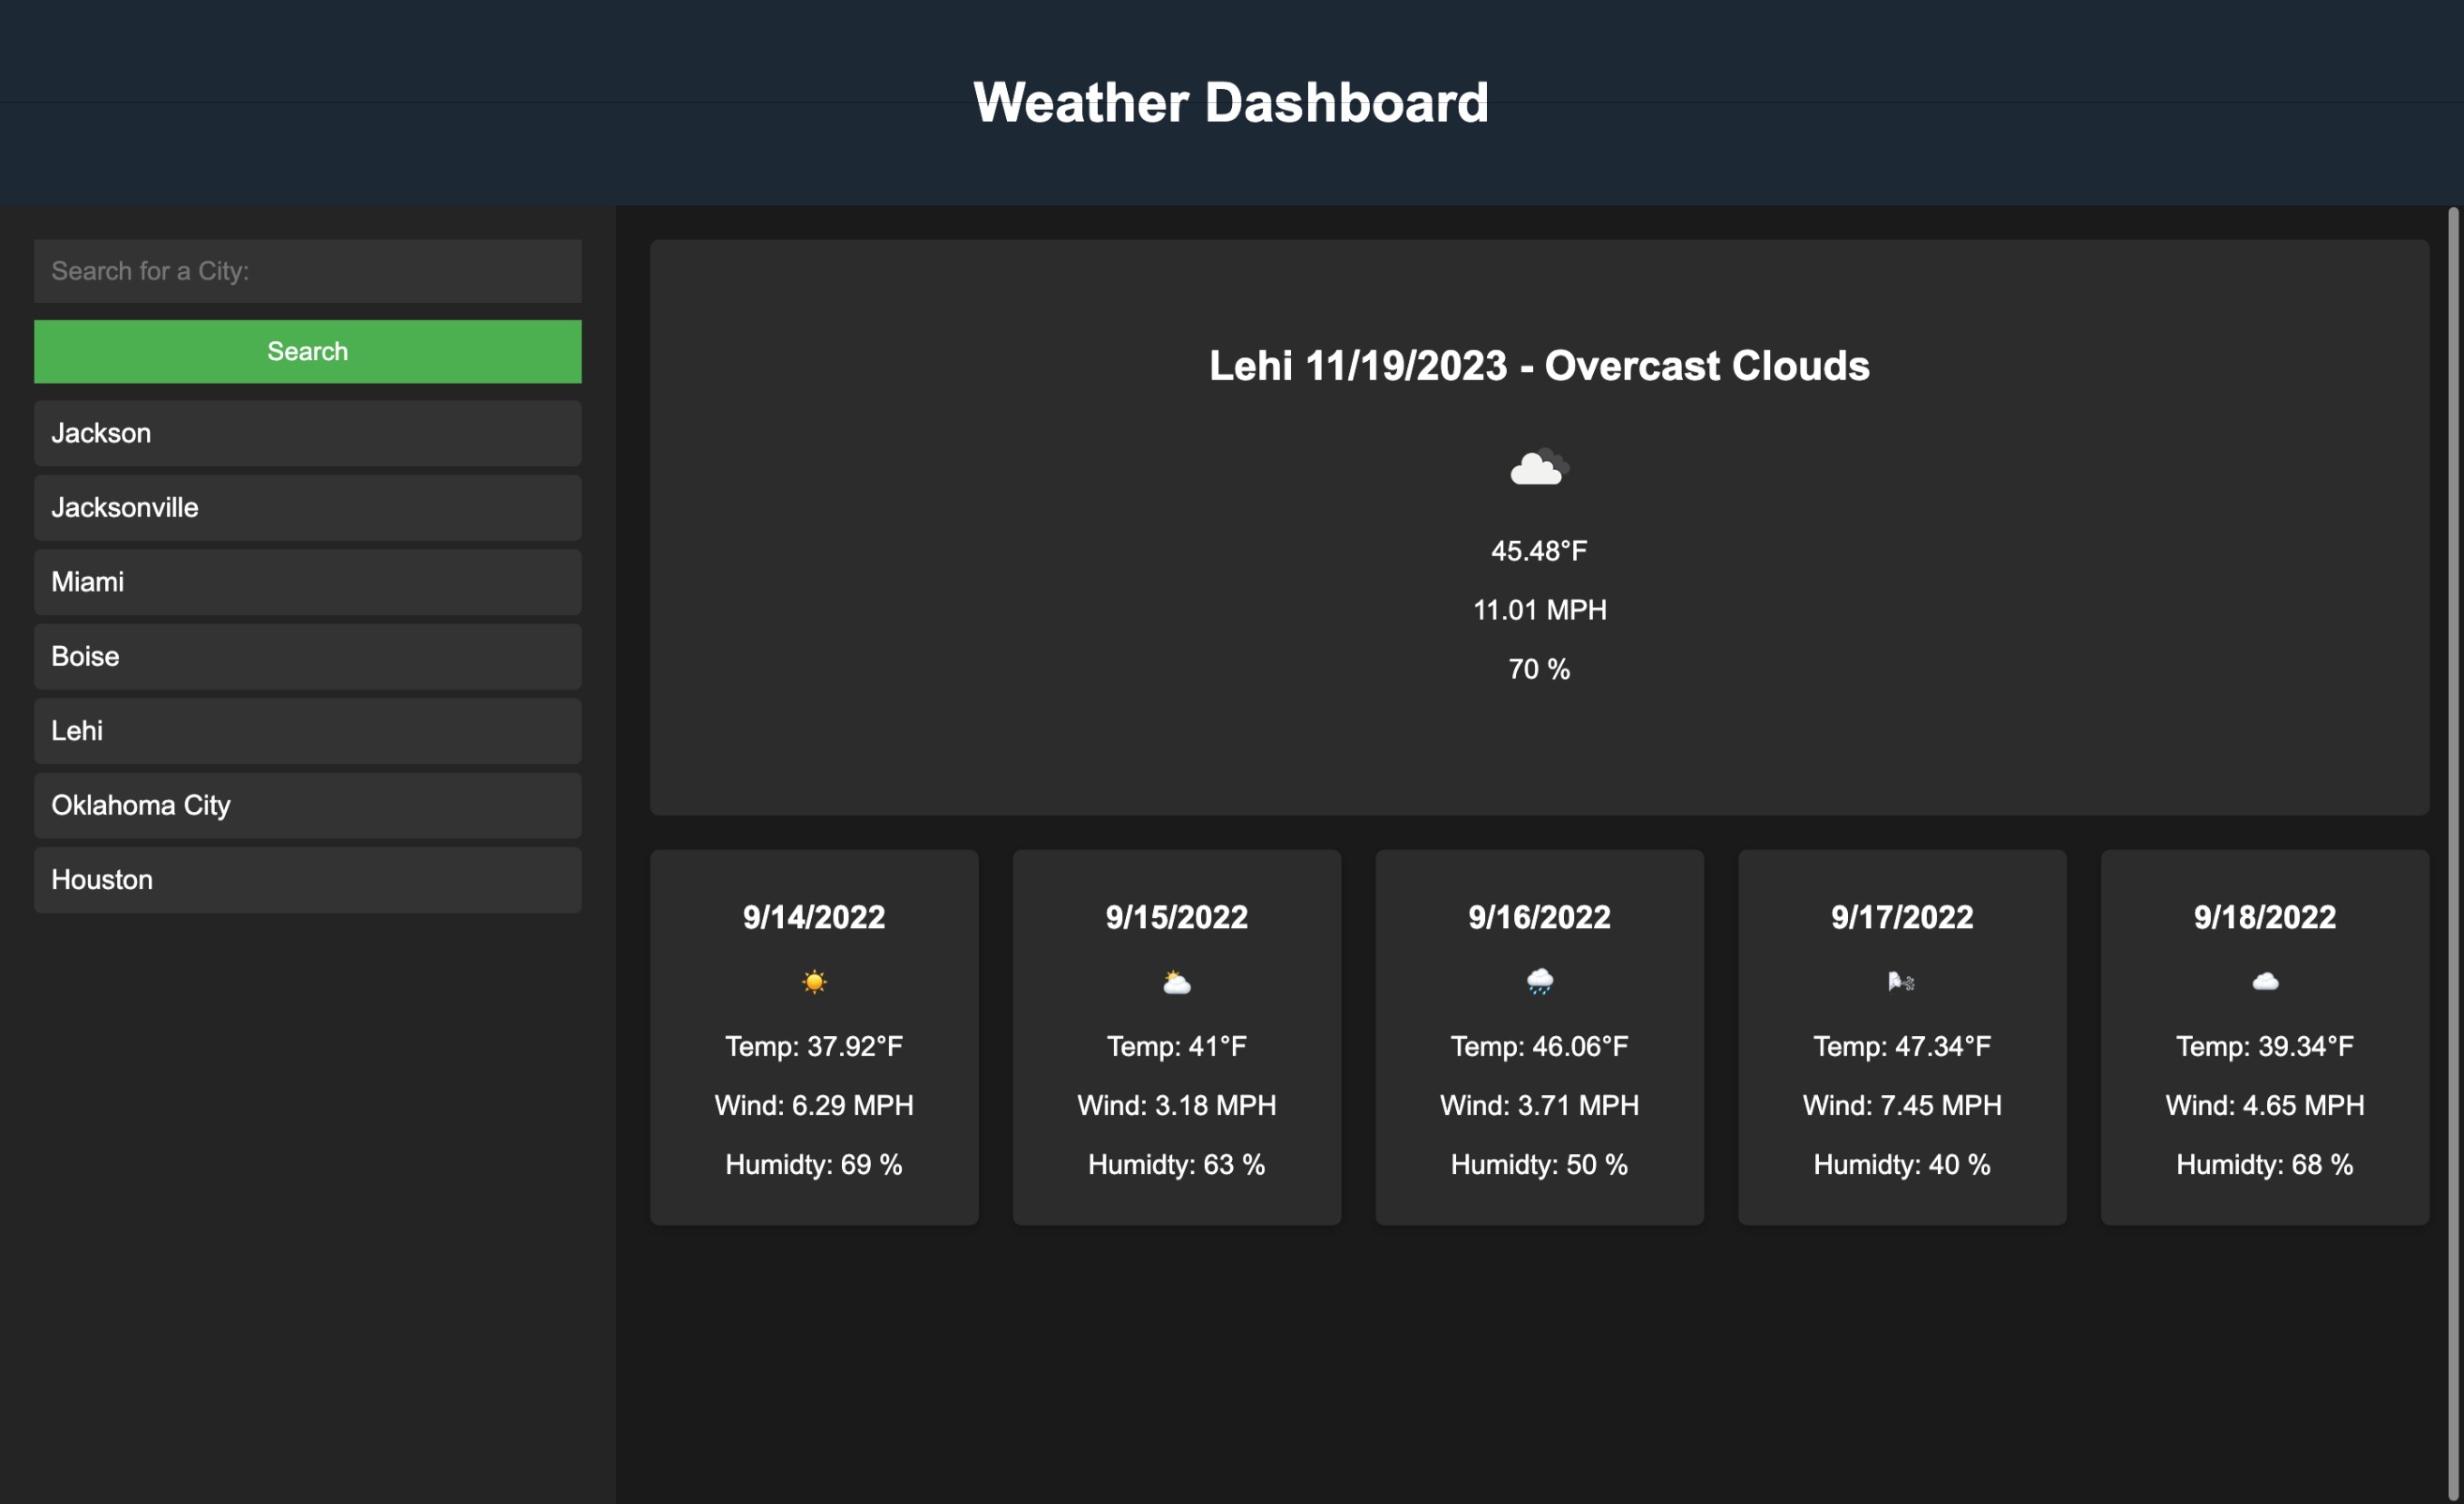 Weather Dashboard
Search for a City:
Search
Jackson
Jacksonville
Miami
Boise
Lehi
Oklahoma City
Houston
Lehi 11/19/2023 - Overcast Clouds
45.48°F
11.01 MPH
70 %
9/14/2022
Temp: 37.92°F
Wind: 6.29 MPH
Humidty: 69 %
9/15/2022
Temp: 41°F
Wind: 3.18 MPH
Humidty: 63 %
9/16/2022
Temp: 46.06°F
Wind: 3.71 MPH
Humidty: 50 %
9/17/2022
Temp: 47.34°F
Wind: 7.45 MPH
Humidty: 40 %
9/18/2022
Temp: 39.34°F
Wind: 4.65 MPH
Humidty: 68 %